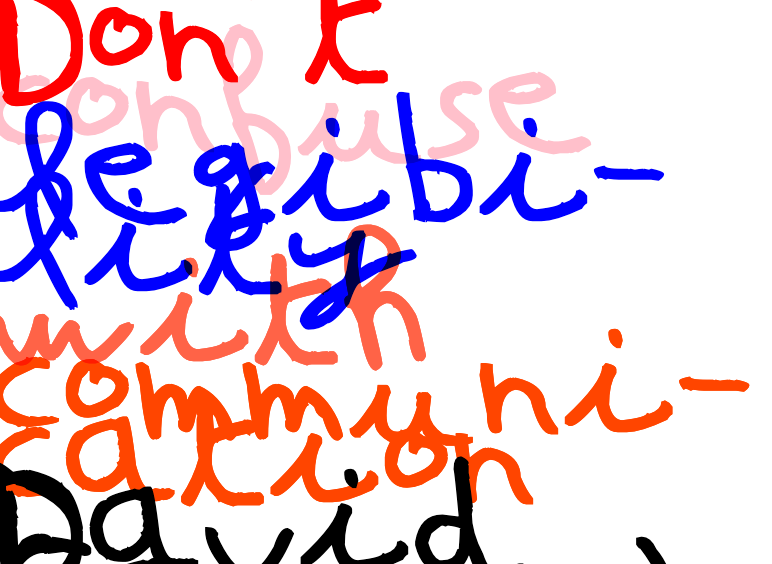 Don t
confuse
legibi-
lity
with
communi-
cation
David